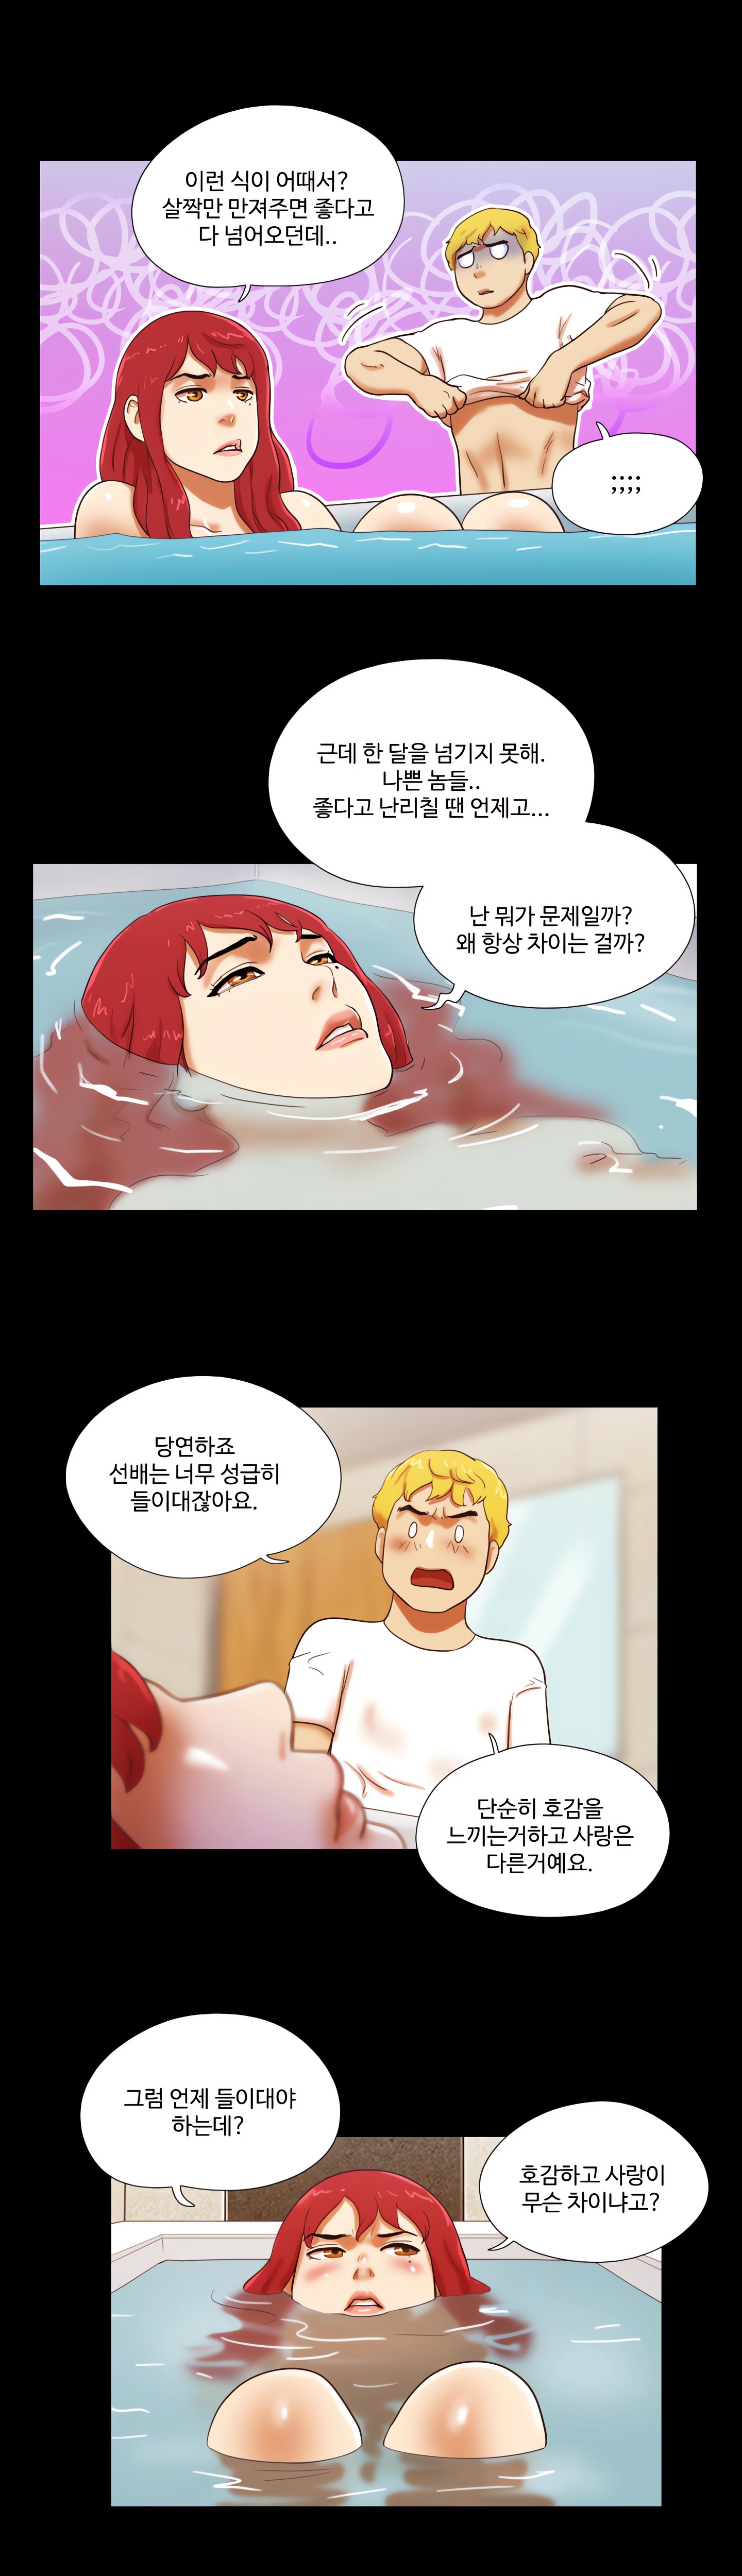 이런 식이 어때서?
살짝만 만져주면 좋다고
다 넘어오던데..
;;;;
근데 한 달을 넘기지 못해.
나쁜 놈들..
좋다고 난리칠 땐 언제고...
난 뭐가 문제일까?
왜 항상 차이는 걸까?
당연하죠
선배는 너무 성급히
들이대잖아요.
단순히 호감을
느끼는거하고 사랑은
다른거예요.
그럼 언제 들이대야
하는데?
호감하고 사랑이
무슨 차이냐고?